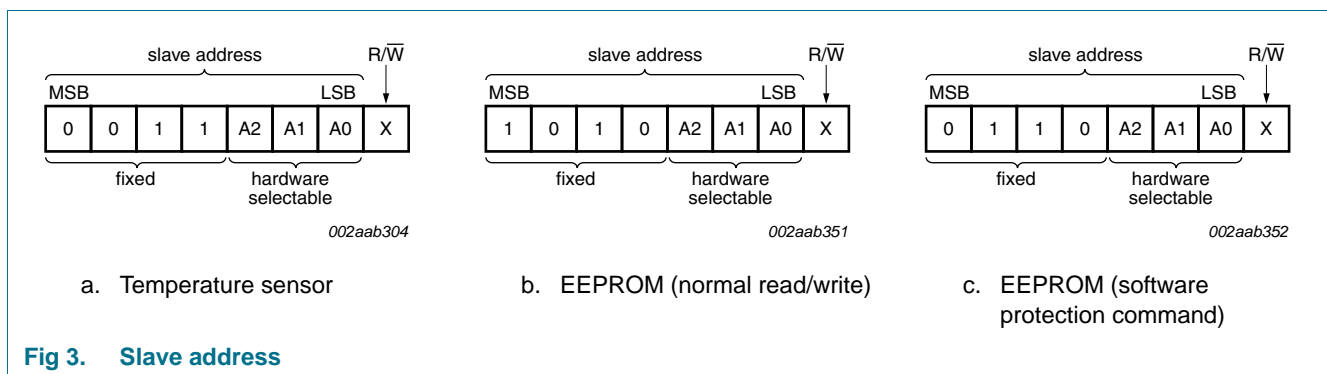 slave address R/W̅
MSB LSB
0 0 1 1 A2 A1 A0 X
fixed hardware
selectable
002aab304
a. Temperature sensor
slave address R/W̅
MSB LSB
1 0 1 0 A2 A1 A0 X
fixed hardware
selectable
002aab351
b. EEPROM (normal read/write)
slave address R/W̅
MSB LSB
0 1 1 0 A2 A1 A0 X
fixed hardware
selectable
002aab352
c. EEPROM (software
protection command)
Fig 3. Slave address